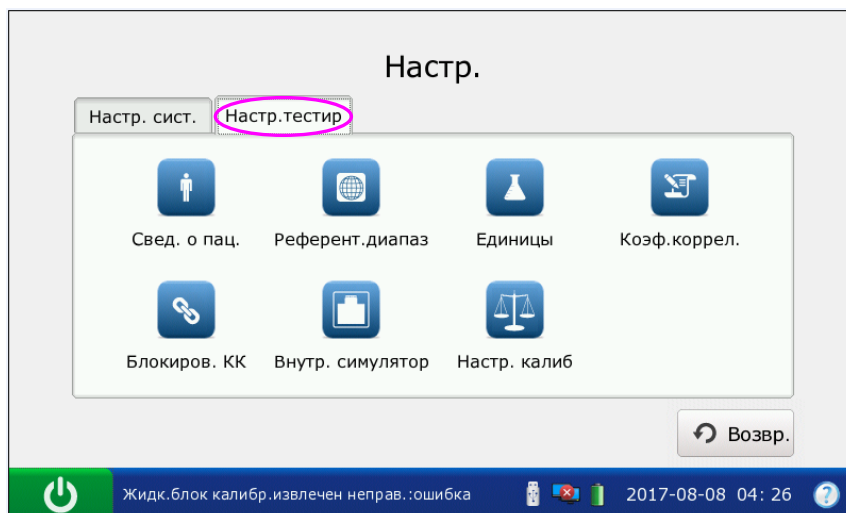 Настр.
Настр. сист. Настр.тестир
Свед. о пац. Референт.диапаз Единицы Коэф.коррел.
Блокиров. КК Внутр. симулятор Настр. калиб
Возвр.
Жидк.блок калибр.извлечен неправ.:ошибка 2017-08-08 04: 26 ?